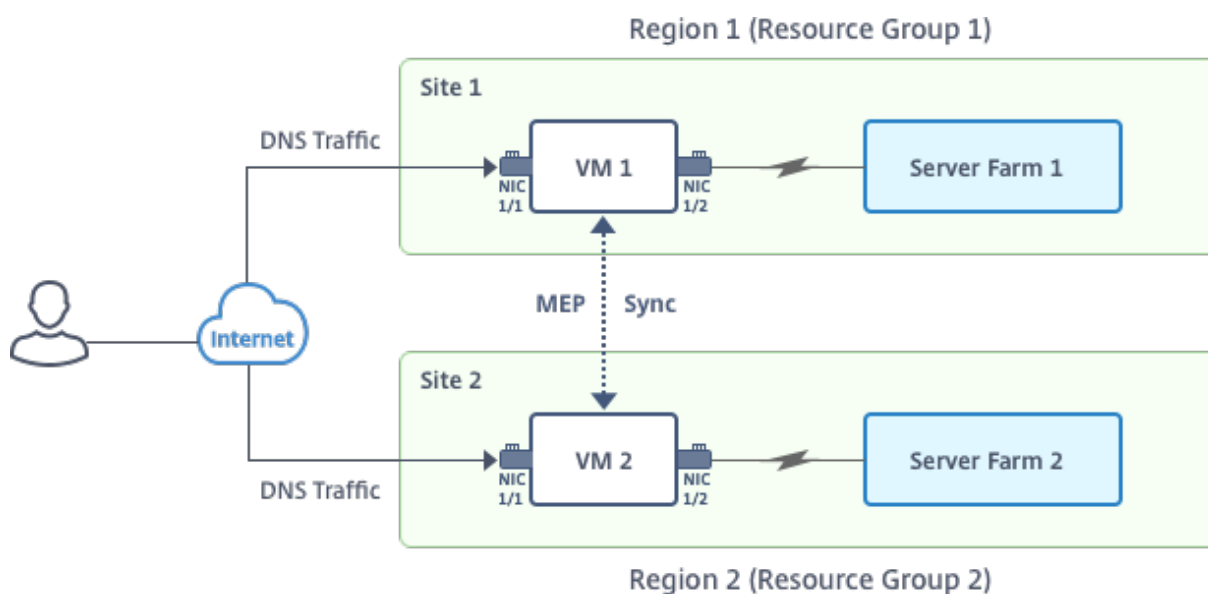 Region 1 (Resource Group 1)
Site 1
DNS Traffic
VM 1
NIC
1/1
NIC
1/2
Server Farm 1
MEP
Sync
Internet
Site 2
VM 2
NIC
1/1
NIC
1/2
Server Farm 2
DNS Traffic
Region 2 (Resource Group 2)